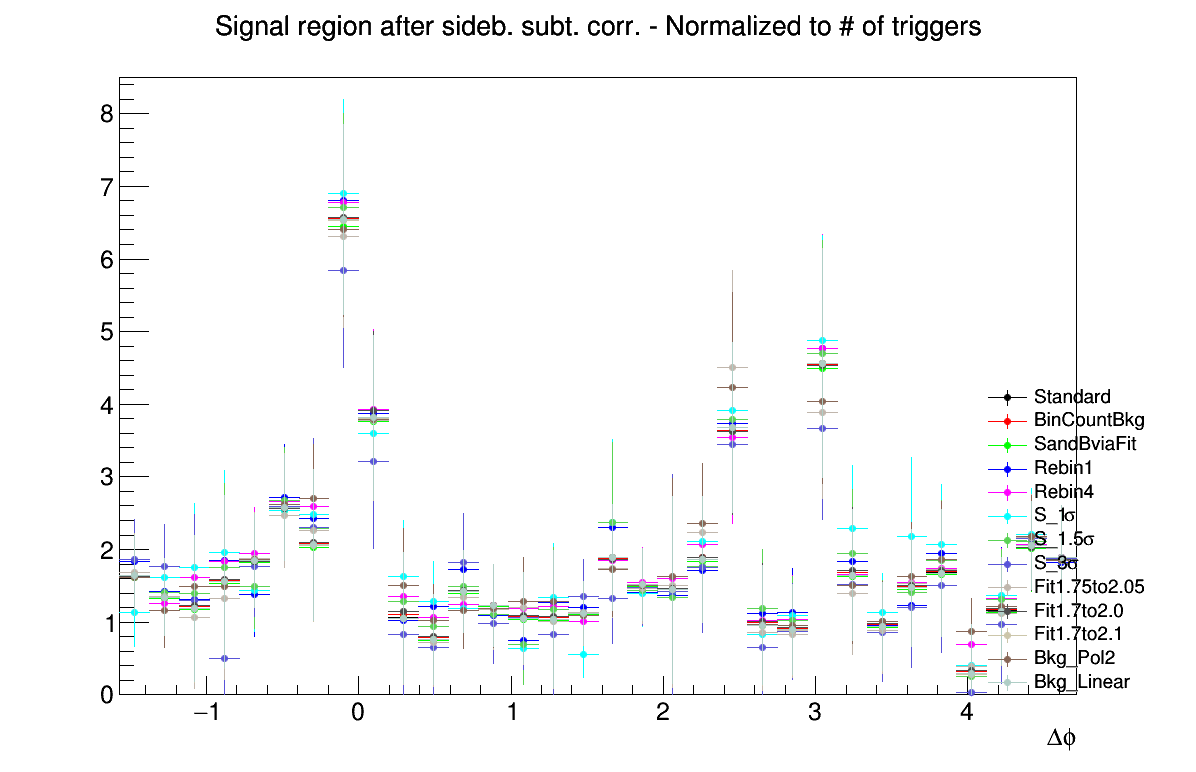 Signal region after sideb. subt. corr. - Normalized to # of triggers
8
7
6
5
4
3
2
1
0
Standard
BinCountBkg
SandBviaFit
Rebin1
Rebin4
S_1σ
S_1.5σ
S_3σ
Fit1.75to2.05
Fit1.7to2.0
Fit1.7to2.1
Bkg_Pol2
Bkg_Linear
−1 0 1 2 3 4
Δϕ